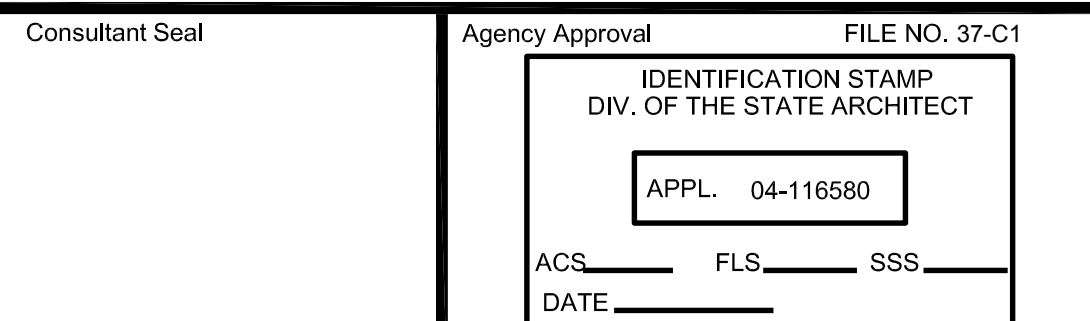 Consultant Seal
Agency Approval FILE NO. 37-C1
IDENTIFICATION STAMP
DIV. OF THE STATE ARCHITECT
APPL. 04-116580
ACS FLS SSS
DATE